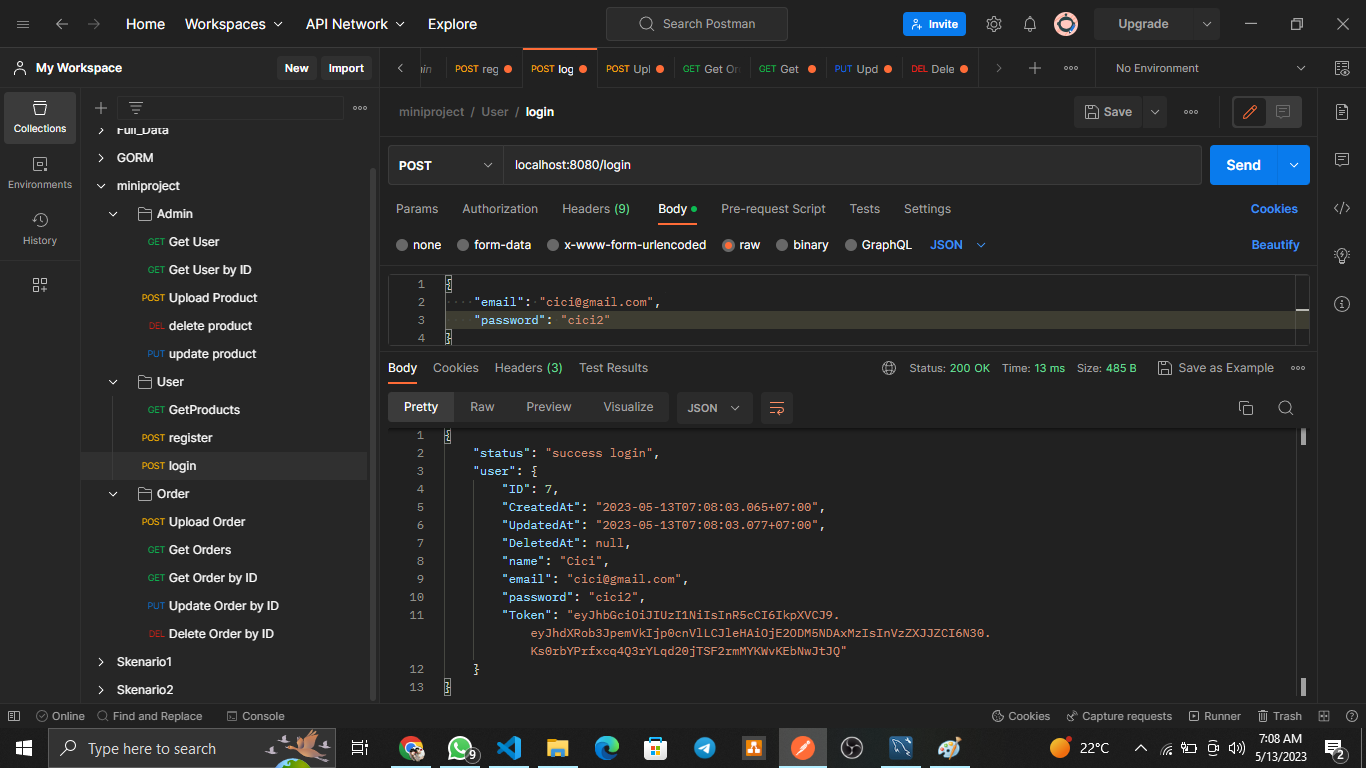 Home
Workspaces
API Network
Explore
Search Postman
Invite
Upgrade
My Workspace
New
Import
POST reg
POST log
POST Upl
GET Get On
GET Get
PUT Upd
DEL Dele
No Environment
Collections
Environments
History
Full_Data
GORM
miniproject
Admin
GET Get User
GET Get User by ID
POST Upload Product
DEL delete product
PUT update product
User
GET GetProducts
POST register
POST login
Order
POST Upload Order
GET Get Orders
GET Get Order by ID
PUT Update Order by ID
DEL Delete Order by ID
Skenario1
Skenario2
miniproject / User / login
Save
POST
localhost:8080/login
Send
Params
Authorization
Headers (9)
Body
Pre-request Script
Tests
Settings
Cookies
none
form-data
x-www-form-urlencoded
raw
binary
GraphQL
JSON
Beautify
1 {
2 "email": "cici@gmail.com",
3 "password": "cici2"
4 }
Body
Cookies
Headers (3)
Test Results
Status: 200 OK
Time: 13 ms
Size: 485 B
Save as Example
Pretty
Raw
Preview
Visualize
JSON
1 {
2 "status": "success login",
3 "user": {
4 "ID": 7,
5 "CreatedAt": "2023-05-13T07:08:03.065+07:00",
6 "UpdatedAt": "2023-05-13T07:08:03.077+07:00",
7 "DeletedAt": null,
8 "name": "Cici",
9 "email": "cici@gmail.com",
10 "password": "cici2",
11 "Token": "eyJhbGciOiJIUzI1NiIsInR5cCI6IkpXVCJ9.
eyJhdXRob3JpemVkIjp0cnVlLCJleHAiOjE2ODM5NDAxMzIsInVzZXJJZCI6N30.
Ks0rbYPrfxcq4Q3rYLqd20jTSF2rmMYKWvKEbNwJtJQ"
12 }
13 }
Online
Find and Replace
Console
Cookies
Capture requests
Runner
Trash
Type here to search
9
22°C
7:08 AM
5/13/2023
2